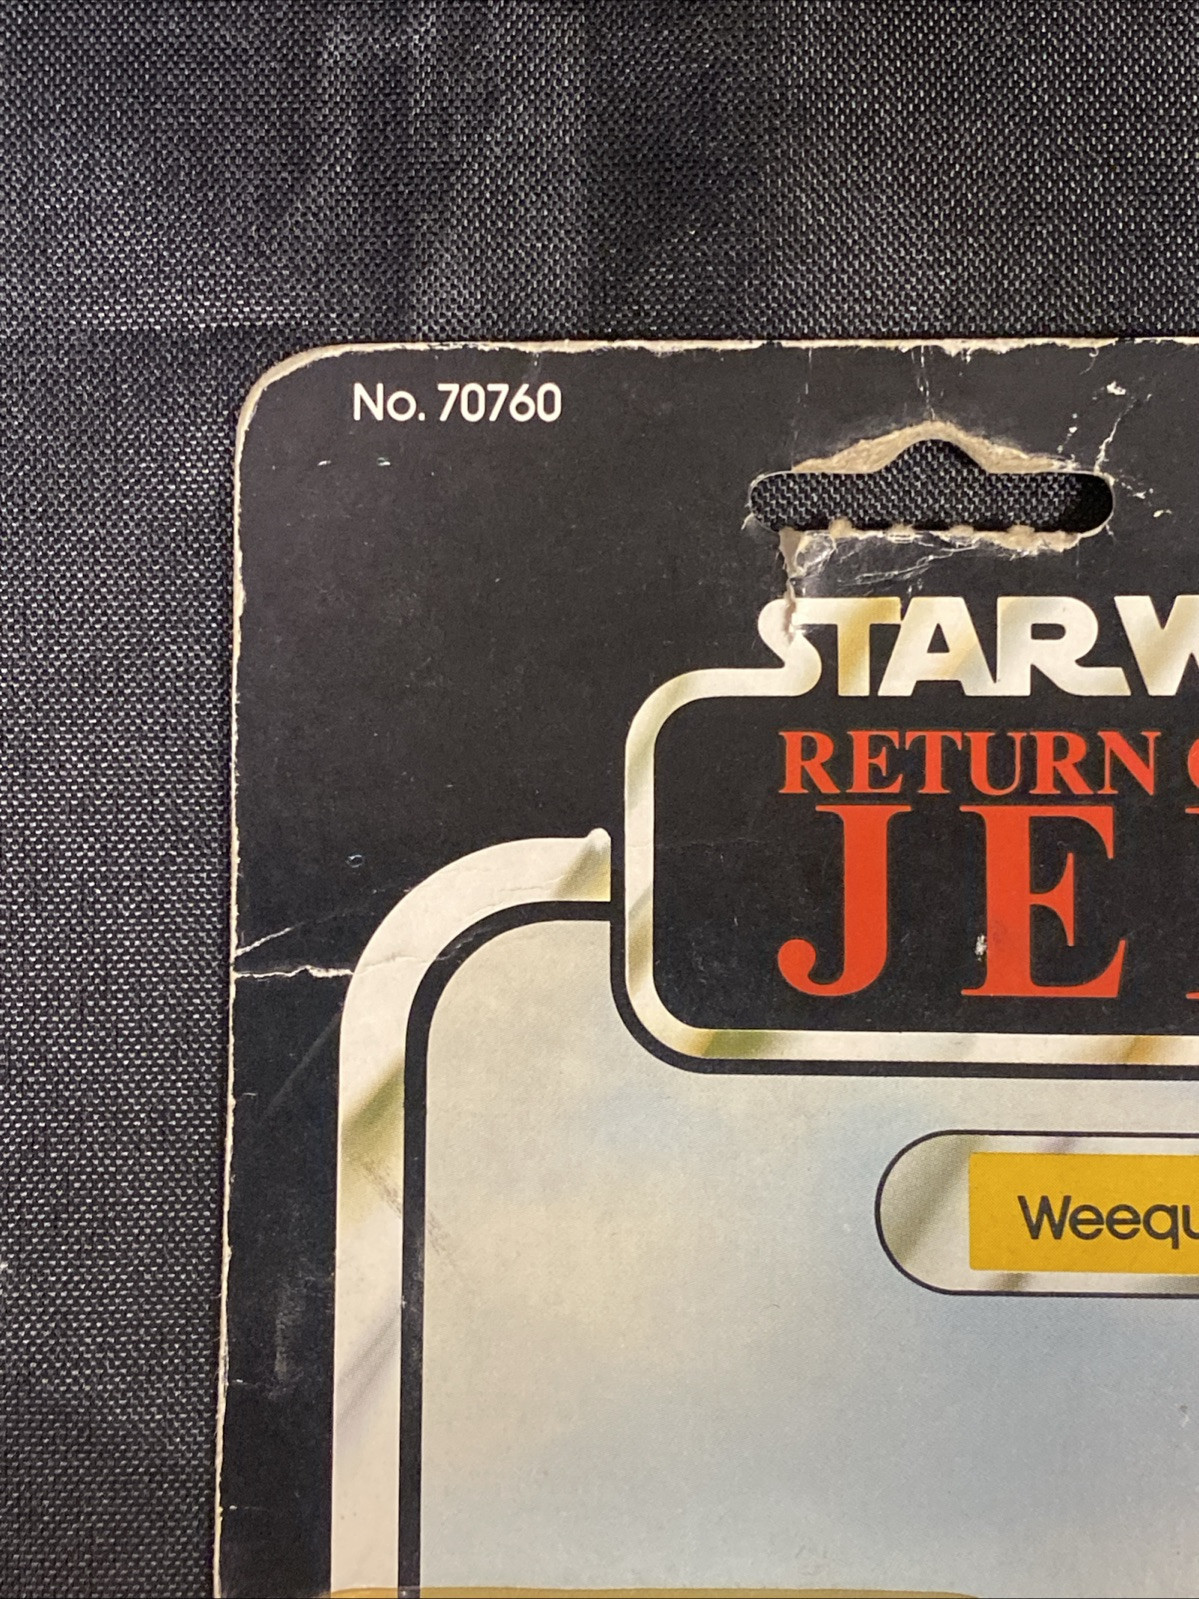 No. 70760
STAR W
RETURN
JE
Weequ